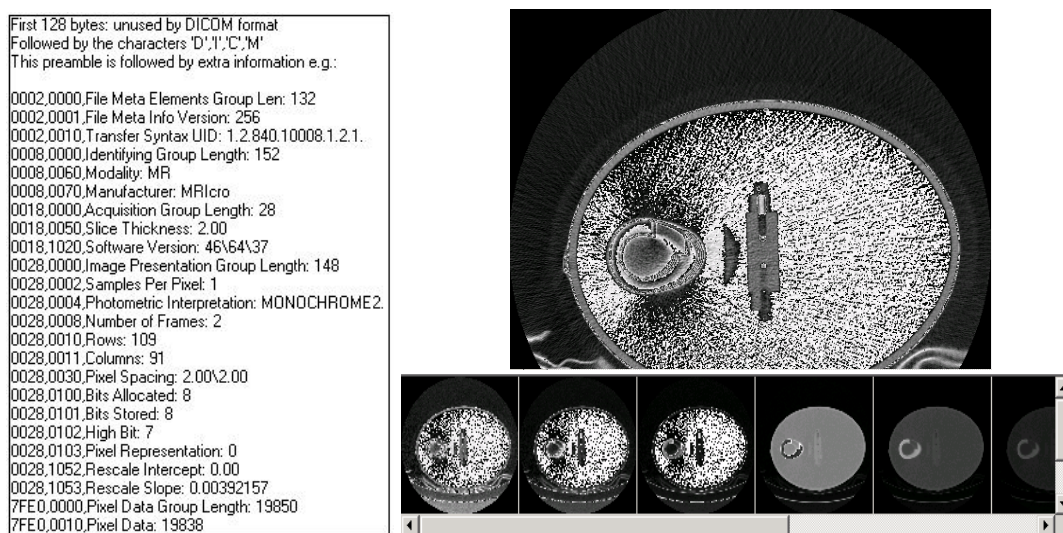 First 128 bytes: unused by DICOM format
Followed by the characters 'D','I','C','M'
This preamble is followed by extra information e.g.:
0002,0000,File Meta Elements Group Len: 132
0002,0001,File Meta Info Version: 256
0002,0010,Transfer Syntax UID: 1.2.840.10008.1.2.1.
0008,0000,Identifying Group Length: 152
0008,0060,Modality: MR
0008,0070,Manufacturer: MRIcro
0018,0000,Acquisition Group Length: 28
0018,0050,Slice Thickness: 2.00
0018,1020,Software Version: 46\64\37
0028,0000,Image Presentation Group Length: 148
0028,0002,Samples Per Pixel: 1
0028,0004,Photometric Interpretation: MONOCHROME2.
0028,0008,Number of Frames: 2
0028,0010,Rows: 109
0028,0011,Columns: 91
0028,0030,Pixel Spacing: 2.00\2.00
0028,0100,Bits Allocated: 8
0028,0101,Bits Stored: 8
0028,0102,High Bit: 7
0028,0103,Pixel Representation: 0
0028,1052,Rescale Intercept: 0.00
0028,1053,Rescale Slope: 0.00392157
7FE0,0000,Pixel Data Group Length: 19850
7FE0,0010,Pixel Data: 19838